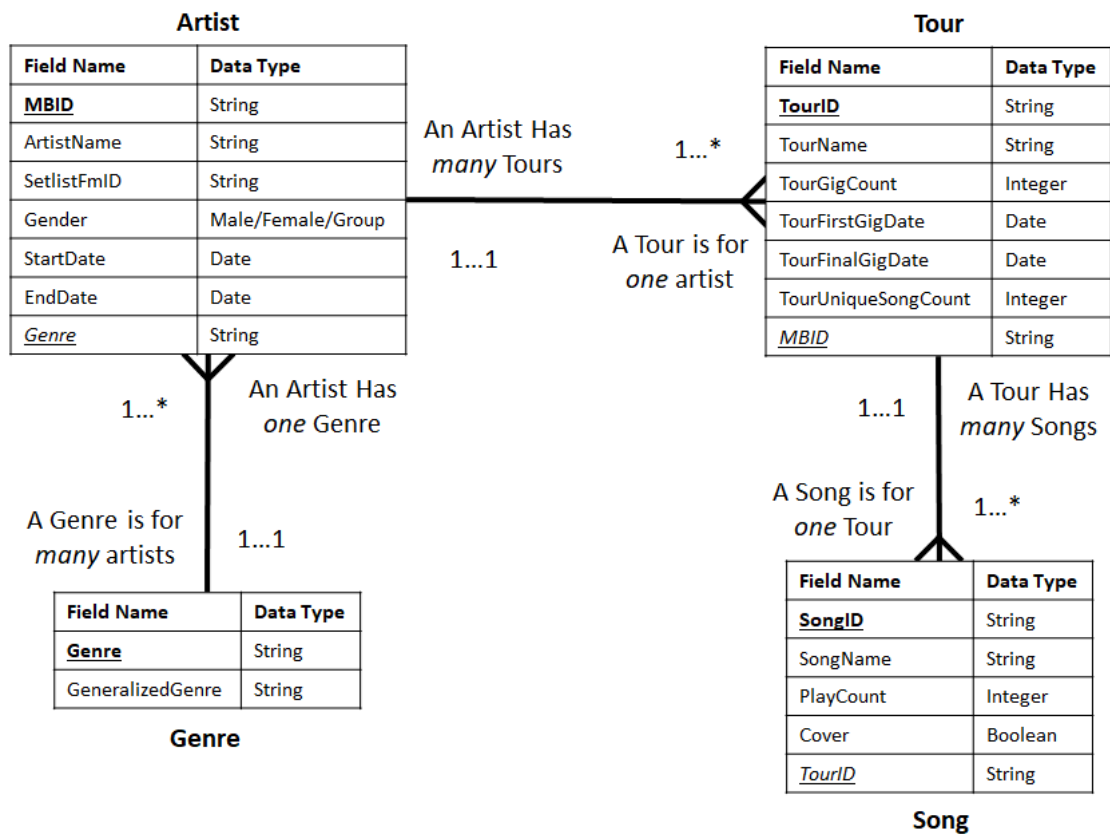 Artist
Field Name Data Type
MBID String
ArtistName String
SetlistFmID String
Gender Male/Female/Group
StartDate Date
EndDate Date
Genre String
An Artist Has
many Tours
1...*
1...1
A Tour is for
one artist
Tour
Field Name Data Type
TourID String
TourName String
TourGigCount Integer
TourFirstGigDate Date
TourFinalGigDate Date
TourUniqueSongCount Integer
MBID String
1...*
An Artist Has
one Genre
A Genre is for
many artists
1...1
Field Name Data Type
Genre String
GeneralizedGenre String
Genre
1...1
A Tour Has
many Songs
A Song is for
one Tour
1...*
Field Name Data Type
SongID String
SongName String
PlayCount Integer
Cover Boolean
TourID String
Song